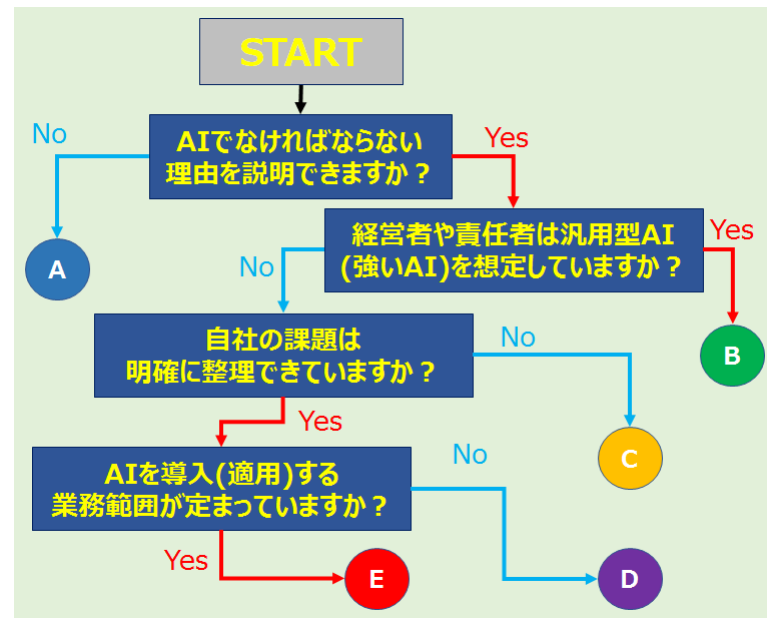 START
AIでなければならない
理由を説明できますか？
No
Yes
A
経営者や責任者は汎用型AI
(強いAI)を想定していますか？
Yes
No
B
自社の課題は
明確に整理できていますか？
No
Yes
C
AIを導入(適用)する
業務範囲が定まっていますか？
No
Yes
E
D